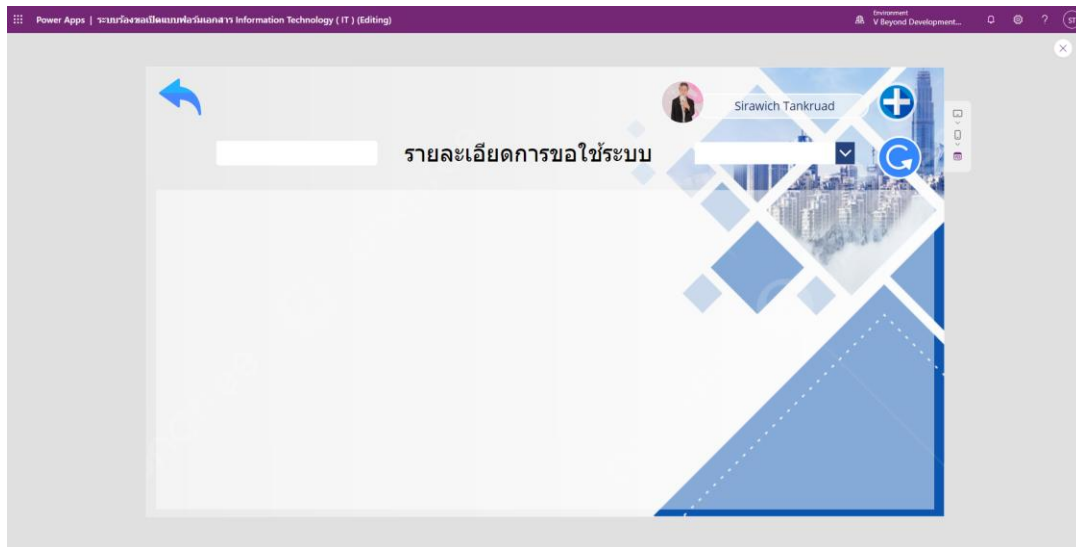 Power Apps | ระบบร้องขอเปิดแบบฟอร์มเอกสาร Information Technology ( IT ) (Editing)
Environment
V Beyond Development...
ST
Sirawich Tankruad
รายละเอียดการขอใช้ระบบ